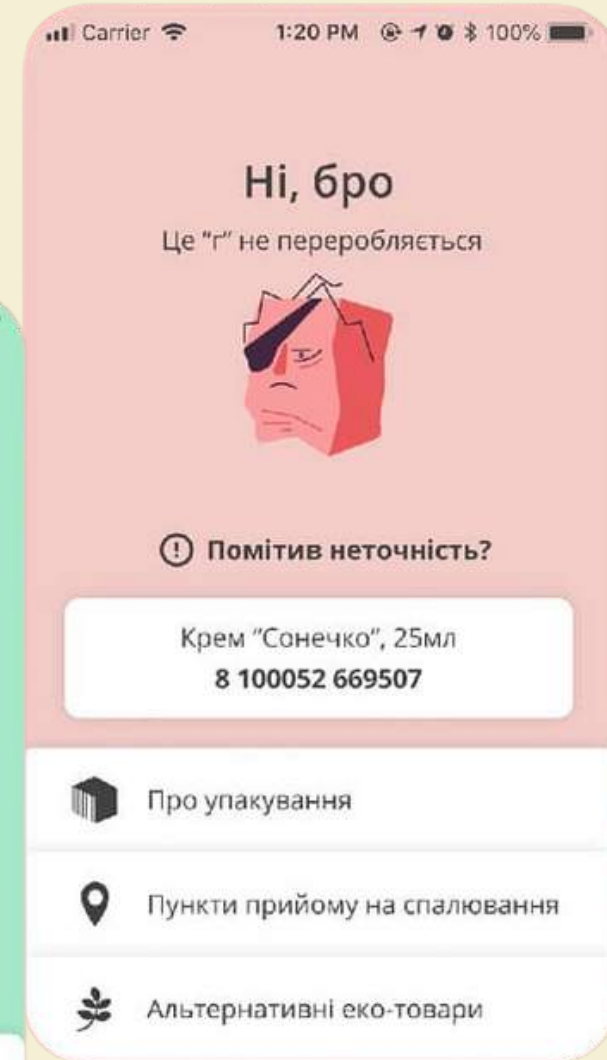 Carrier 1:20 PM 100%
Ні, бро
Це "г" не переробляється
Помітив неточність?
Крем "Сонечко", 25мл
8 100052 669507
Про упакування
Пункти прийому на спалювання
Альтернативні еко-товари